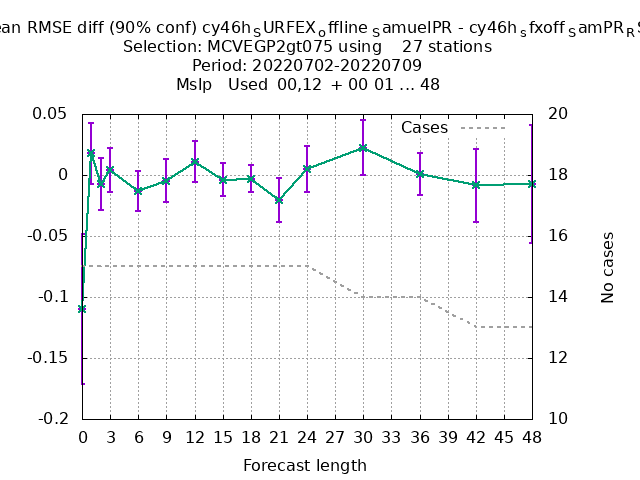 ean RMSE diff (90% conf) cy46h_SURFEX_offline_SamuelPR - cy46h_sfxoff_SamPR_RS
Selection: MCVEGP2gt075 using 27 stations
Period: 20220702-20220709
Mslp Used 00,12 + 00 01 ... 48
0.05 20
Cases
0 18
-0.05 16
-0.1 14
-0.15 12
-0.2 10
No cases
0 3 6 9 12 15 18 21 24 27 30 33 36 39 42 45 48
Forecast length